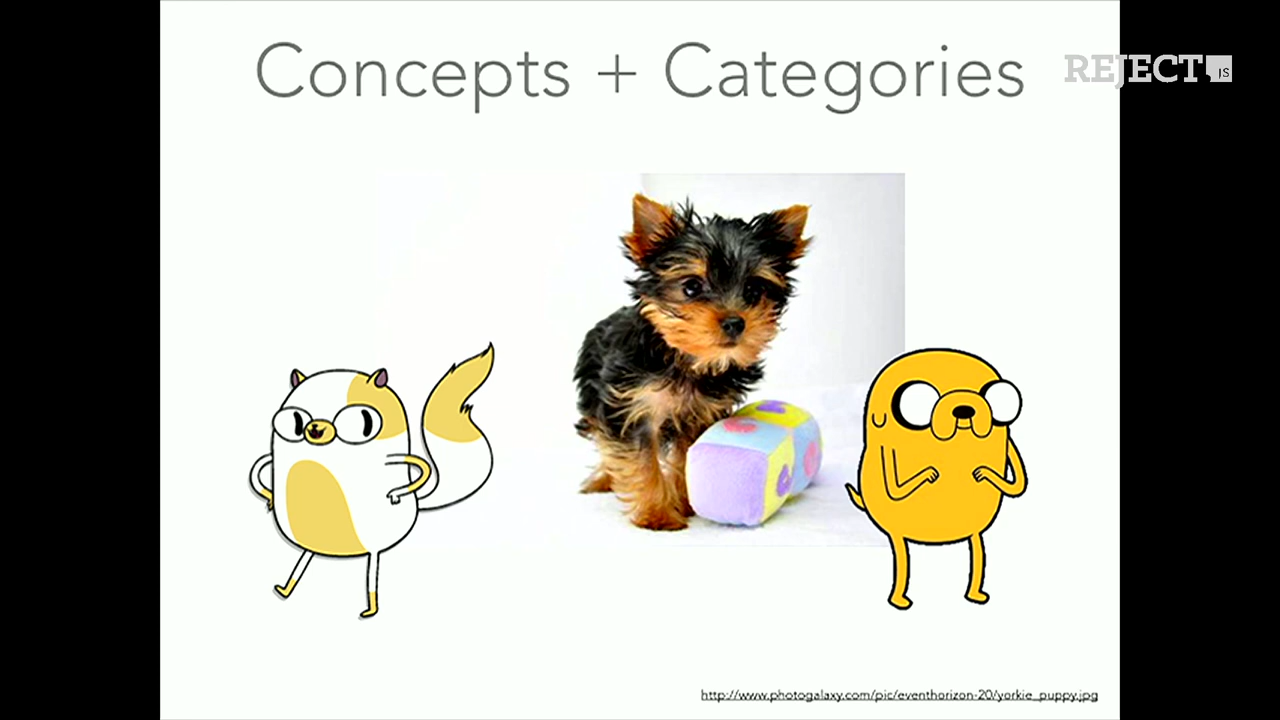 Concepts + Categories
REJECT JS
http://www.photogalaxy.com/pic/eventhorizon-20/yorkie_puppy.jpg